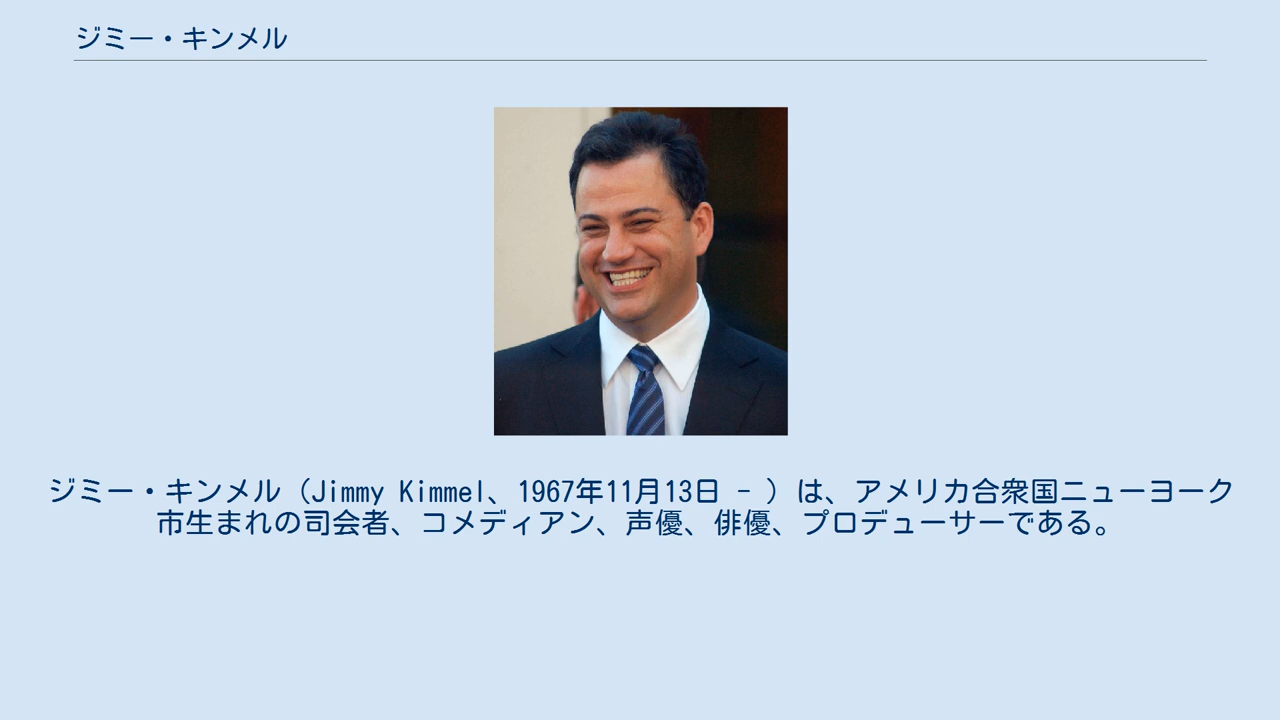 ジミー・キンメル
ジミー・キンメル（Jimmy Kimmel、1967年11月13日 - ）は、アメリカ合衆国ニューヨーク
市生まれの司会者、コメディアン、声優、俳優、プロデューサーである。